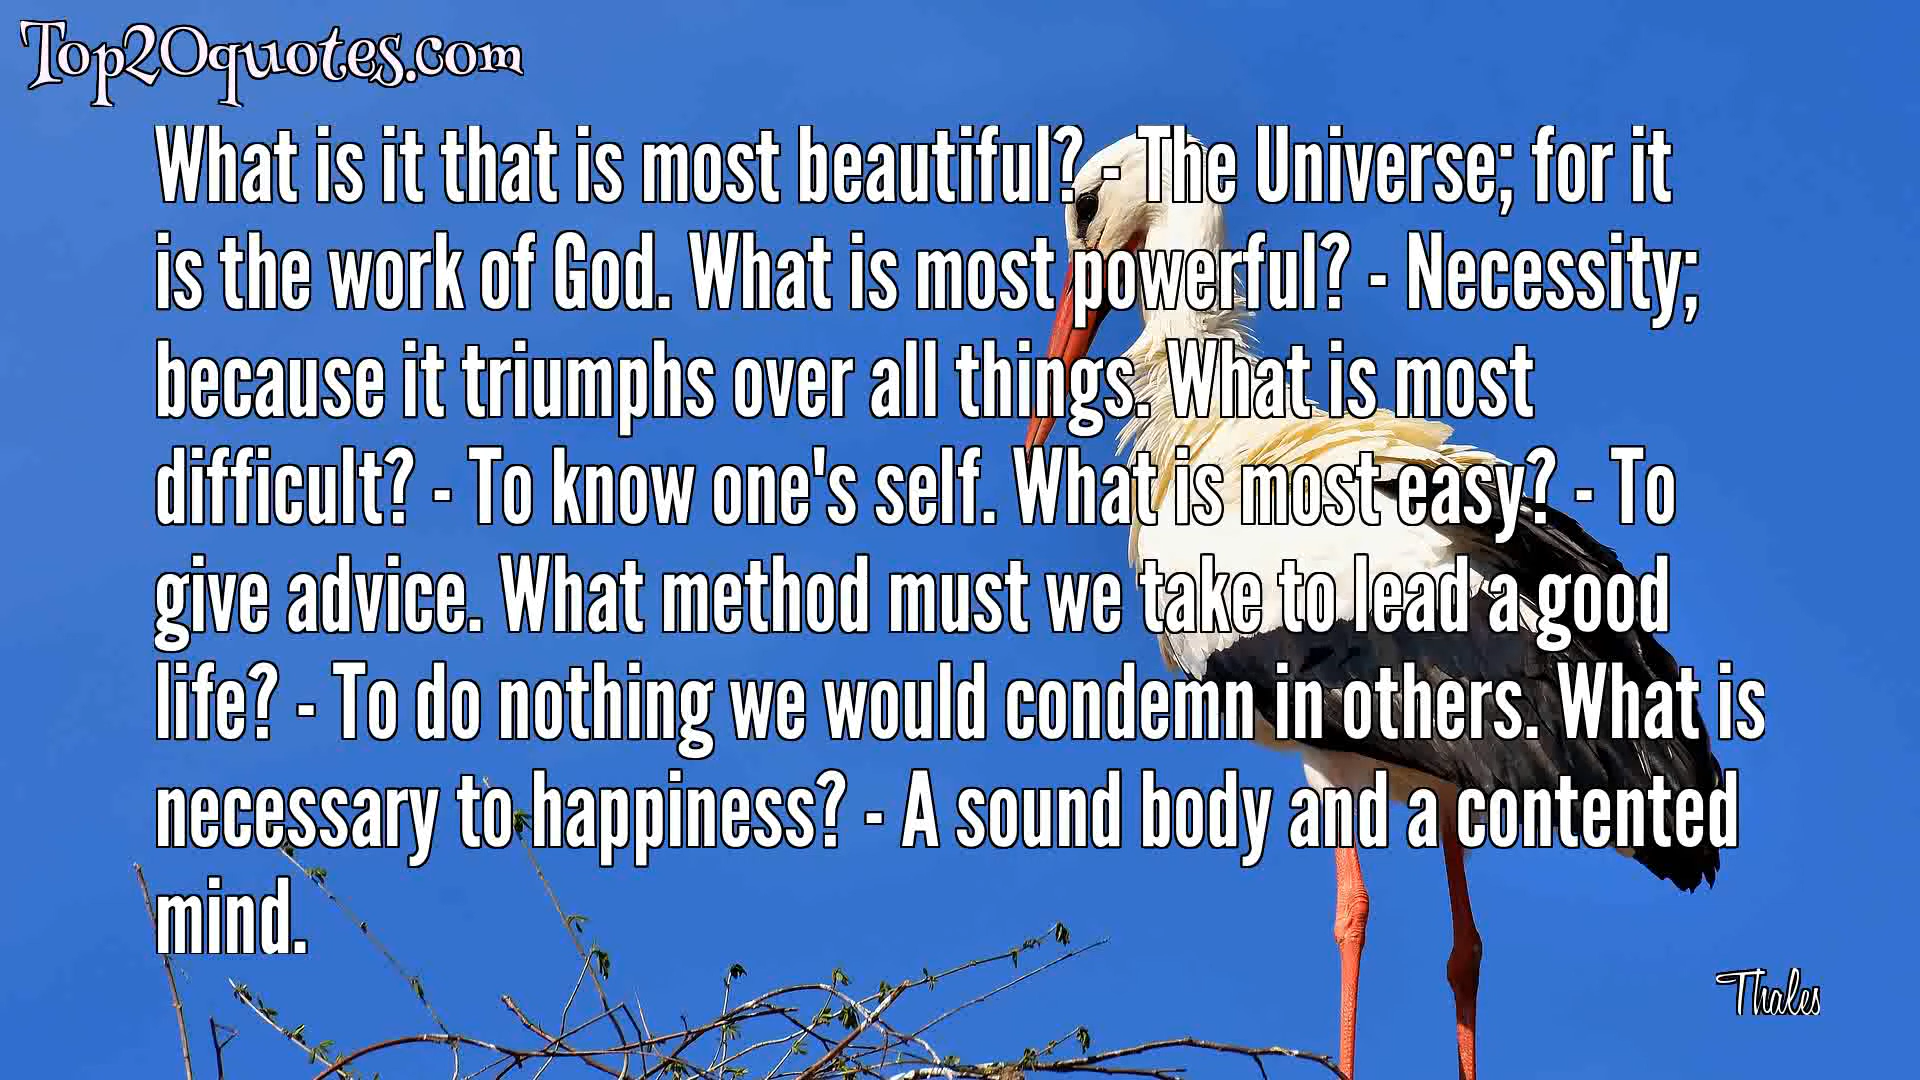 Top20quotes.com
What is it that is most beautiful? - The Universe; for it
is the work of God. What is most powerful? - Necessity;
because it triumphs over all things. What is most
difficult? - To know one's self. What is most easy? - To
give advice. What method must we take to lead a good
life? - To do nothing we would condemn in others. What is
necessary to happiness? - A sound body and a contented
mind.
Thales